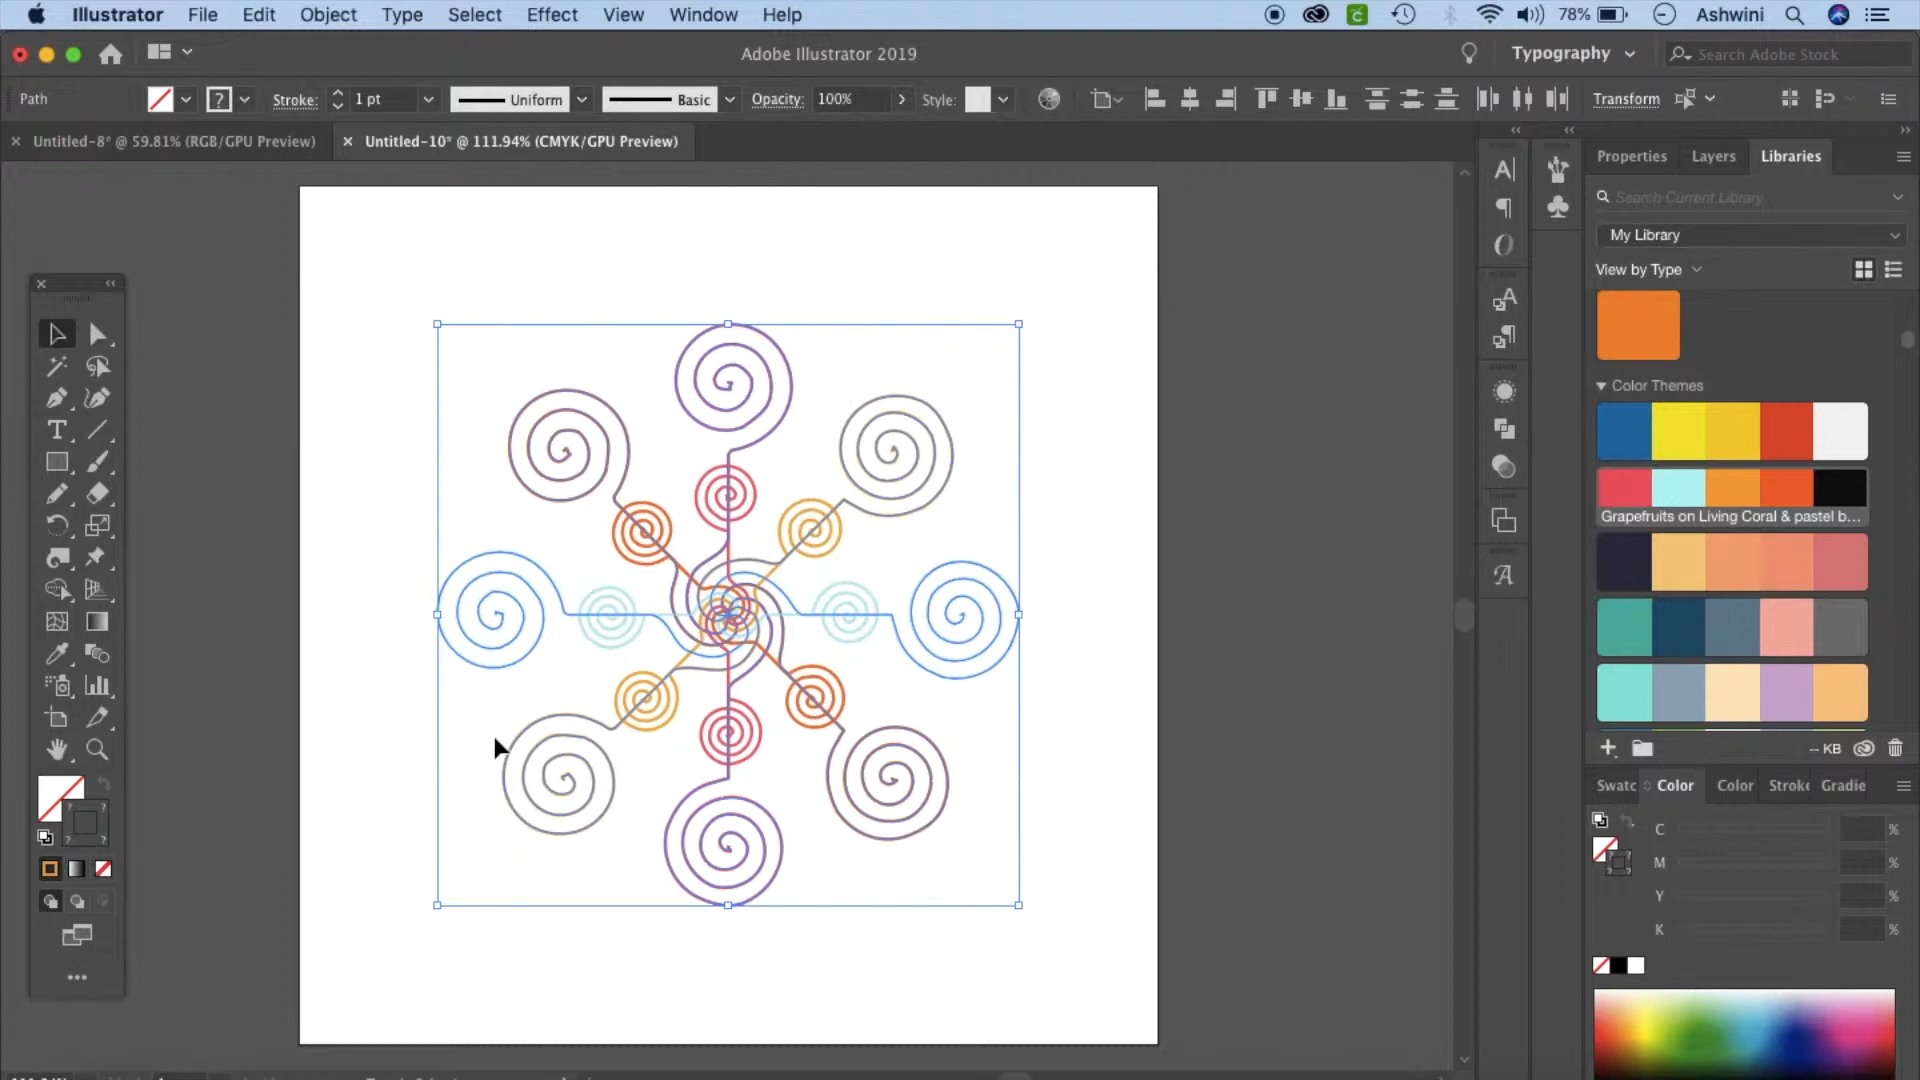 Illustrator File Edit Object Type Select Effect View Window Help 78% Ashwini
Adobe Illustrator 2019 Typography Search Adobe Stock
Path ? Stroke: 1 pt Uniform Basic Opacity: 100% Style: Transform
Untitled-8* @ 59.81% (RGB/GPU Preview) Untitled-10* @ 111.94% (CMYK/GPU Preview)
Properties Layers Libraries
Search Current Library
My Library
View by Type
Color Themes
Grapefruits on Living Coral & pastel b...
-- KB
Swatc Color Color Stroke Gradie
C %
M %
Y %
K %